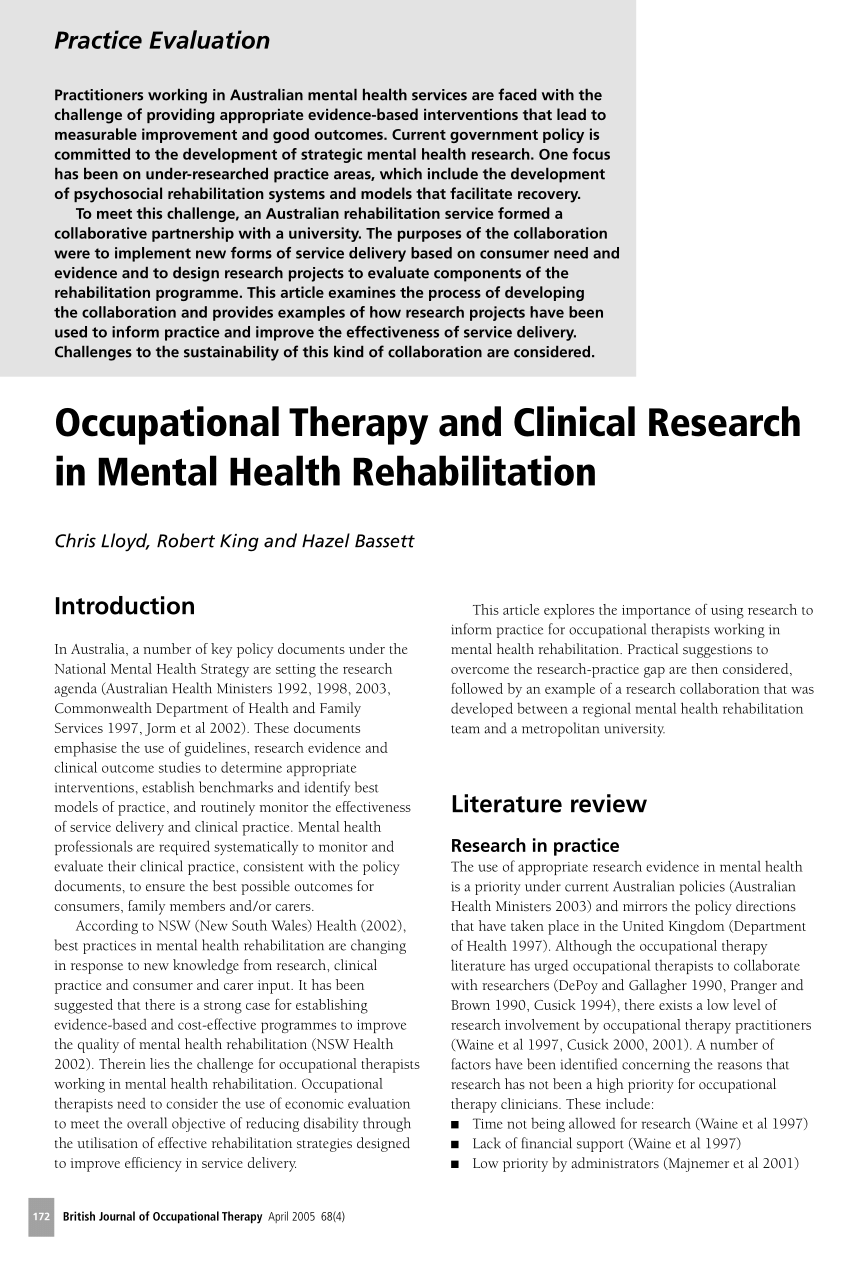 Practice Evaluation
Practitioners working in Australian mental health services are faced with the
challenge of providing appropriate evidence-based interventions that lead to
measurable improvement and good outcomes. Current government policy is
committed to the development of strategic mental health research. One focus
has been on under-researched practice areas, which include the development
of psychosocial rehabilitation systems and models that facilitate recovery.
To meet this challenge, an Australian rehabilitation service formed a
collaborative partnership with a university. The purposes of the collaboration
were to implement new forms of service delivery based on consumer need and
evidence and to design research projects to evaluate components of the
rehabilitation programme. This article examines the process of developing
the collaboration and provides examples of how research projects have been
used to inform practice and improve the effectiveness of service delivery.
Challenges to the sustainability of this kind of collaboration are considered.
Occupational Therapy and Clinical Research
in Mental Health Rehabilitation
Chris Lloyd, Robert King and Hazel Bassett
Introduction
In Australia, a number of key policy documents under the
National Mental Health Strategy are setting the research
agenda (Australian Health Ministers 1992, 1998, 2003,
Commonwealth Department of Health and Family
Services 1997, Jorm et al 2002). These documents
emphasise the use of guidelines, research evidence and
clinical outcome studies to determine appropriate
interventions, establish benchmarks and identify best
models of practice, and routinely monitor the effectiveness
of service delivery and clinical practice. Mental health
professionals are required systematically to monitor and
evaluate their clinical practice, consistent with the policy
documents, to ensure the best possible outcomes for
consumers, family members and/or carers.
According to NSW (New South Wales) Health (2002),
best practices in mental health rehabilitation are changing
in response to new knowledge from research, clinical
practice and consumer and carer input. It has been
suggested that there is a strong case for establishing
evidence-based and cost-effective programmes to improve
the quality of mental health rehabilitation (NSW Health
2002). Therein lies the challenge for occupational therapists
working in mental health rehabilitation. Occupational
therapists need to consider the use of economic evaluation
to meet the overall objective of reducing disability through
the utilisation of effective rehabilitation strategies designed
to improve efficiency in service delivery.
This article explores the importance of using research to
inform practice for occupational therapists working in
mental health rehabilitation. Practical suggestions to
overcome the research-practice gap are then considered,
followed by an example of a research collaboration that was
developed between a regional mental health rehabilitation
team and a metropolitan university.
Literature review
Research in practice
The use of appropriate research evidence in mental health
is a priority under current Australian policies (Australian
Health Ministers 2003) and mirrors the policy directions
that have taken place in the United Kingdom (Department
of Health 1997). Although the occupational therapy
literature has urged occupational therapists to collaborate
with researchers (DePoy and Gallagher 1990, Pranger and
Brown 1990, Cusick 1994), there exists a low level of
research involvement by occupational therapy practitioners
(Waine et al 1997, Cusick 2000, 2001). A number of
factors have been identified concerning the reasons that
research has not been a high priority for occupational
therapy clinicians. These include:
■ Time not being allowed for research (Waine et al 1997)
■ Lack of financial support (Waine et al 1997)
■ Low priority by administrators (Majnemer et al 2001)
172 British Journal of Occupational Therapy April 2005 68(4)